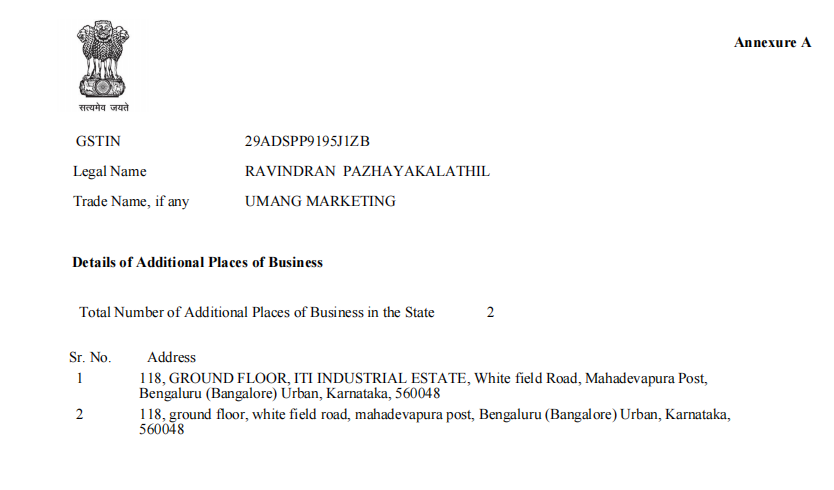 Annexure A
सत्यमेव जयते
GSTIN 29ADSPP9195J1ZB
Legal Name RAVINDRAN PAZHAYAKALATHIL
Trade Name, if any UMANG MARKETING
Details of Additional Places of Business
Total Number of Additional Places of Business in the State 2
Sr. No. Address
1 118, GROUND FLOOR, ITI INDUSTRIAL ESTATE, White field Road, Mahadevapura Post,
Bengaluru (Bangalore) Urban, Karnataka, 560048
2 118, ground floor, white field road, mahadevapura post, Bengaluru (Bangalore) Urban, Karnataka,
560048